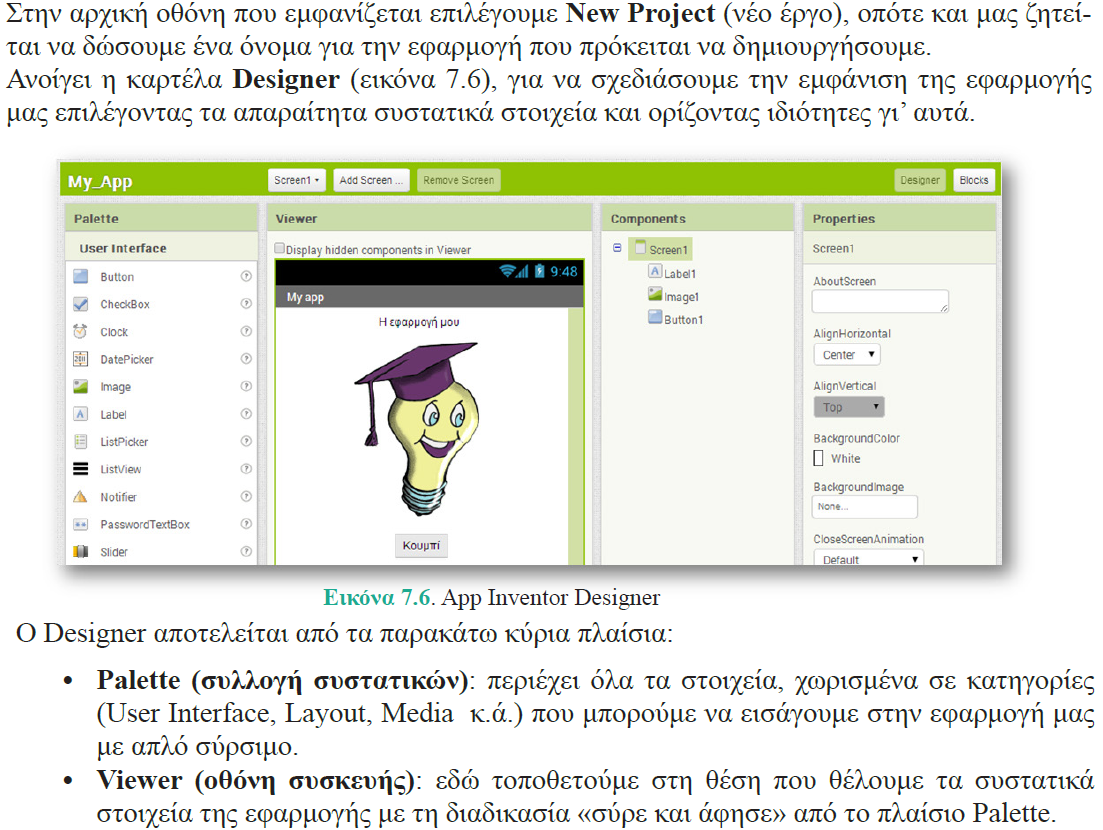 Στην αρχική οθόνη που εμφανίζεται επιλέγουμε New Project (νέο έργο), οπότε και μας ζητεί-
ται να δώσουμε ένα όνομα για την εφαρμογή που πρόκειται να δημιουργήσουμε.
Ανοίγει η καρτέλα Designer (εικόνα 7.6), για να σχεδιάσουμε την εμφάνιση της εφαρμογής
μας επιλέγοντας τα απαραίτητα συστατικά στοιχεία και ορίζοντας ιδιότητες γι’ αυτά.
My_App
Screen1
Add Screen ...
Remove Screen
Designer
Blocks
Palette
User Interface
Button
CheckBox
Clock
DatePicker
Image
Label
ListPicker
ListView
Notifier
PasswordTextBox
Slider
Viewer
Display hidden components in Viewer
9:48
My app
Η εφαρμογή μου
Κουμπί
Components
Screen1
Label1
Image1
Button1
Properties
Screen1
AboutScreen
AlignHorizontal
Center
AlignVertical
Top
BackgroundColor
White
BackgroundImage
None...
CloseScreenAnimation
Default
Εικόνα 7.6. App Inventor Designer
Ο Designer αποτελείται από τα παρακάτω κύρια πλαίσια:
• Palette (συλλογή συστατικών): περιέχει όλα τα στοιχεία, χωρισμένα σε κατηγορίες
(User Interface, Layout, Media κ.ά.) που μπορούμε να εισάγουμε στην εφαρμογή μας
με απλό σύρσιμο.
• Viewer (οθόνη συσκευής): εδώ τοποθετούμε στη θέση που θέλουμε τα συστατικά
στοιχεία της εφαρμογής με τη διαδικασία «σύρε και άφησε» από το πλαίσιο Palette.